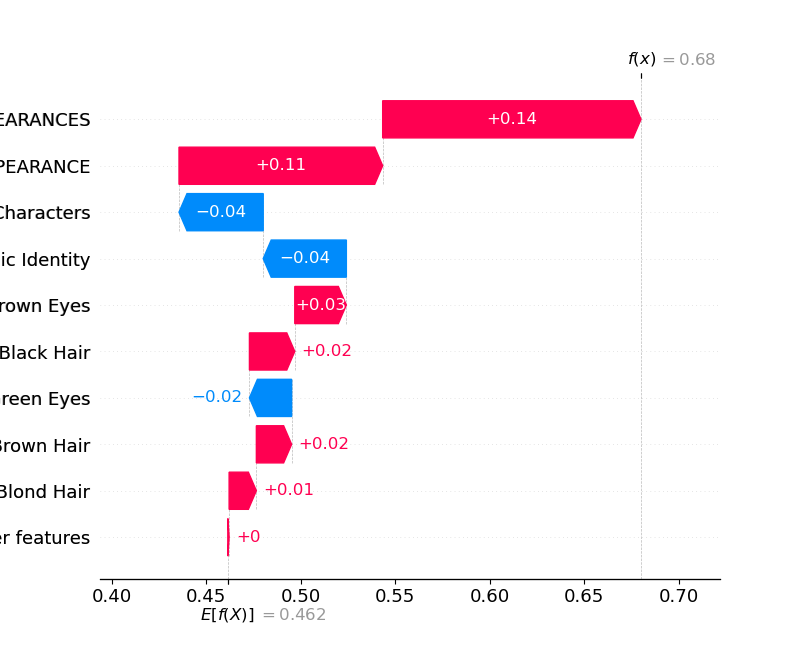 f(x) = 0.68
EARANCES +0.14
PEARANCE +0.11
Characters −0.04
ic Identity −0.04
rown Eyes +0.03
Black Hair +0.02
reen Eyes −0.02
Brown Hair +0.02
Blond Hair +0.01
er features +0
0.40 0.45 0.50 0.55 0.60 0.65 0.70
E[f(X)] = 0.462